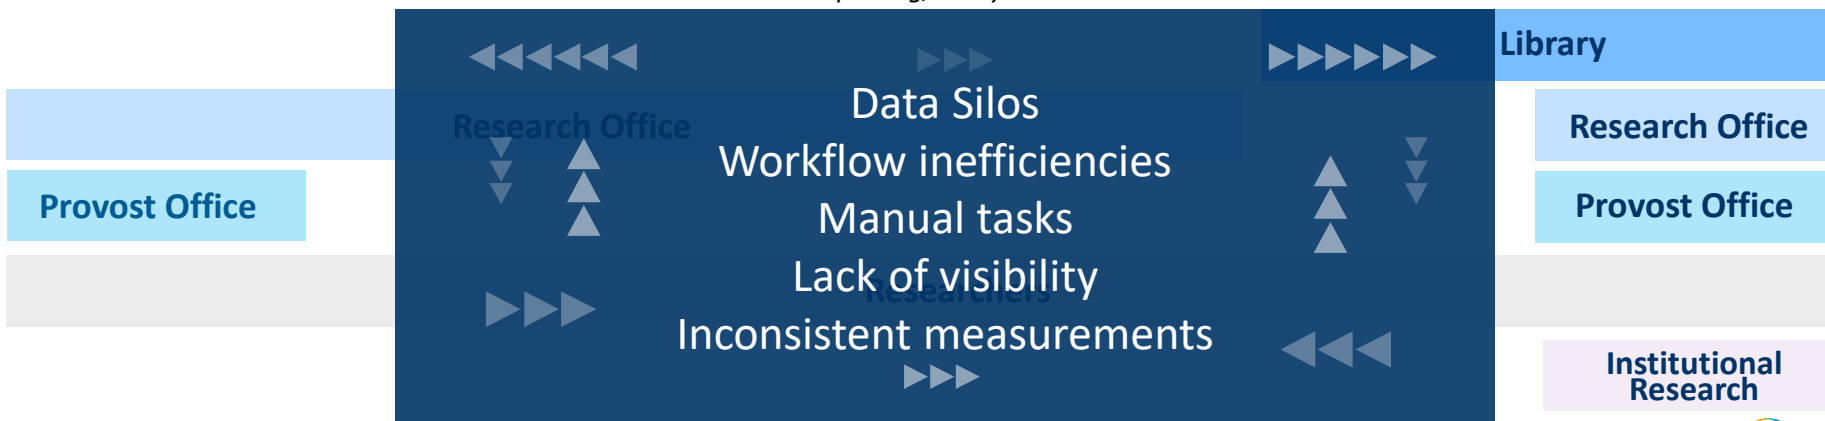 Library
Data Silos
Research Office
Research Office
Workflow inefficiencies
Provost Office
Manual tasks
Provost Office
Lack of visibility
Researchers
Inconsistent measurements
Institutional
Research